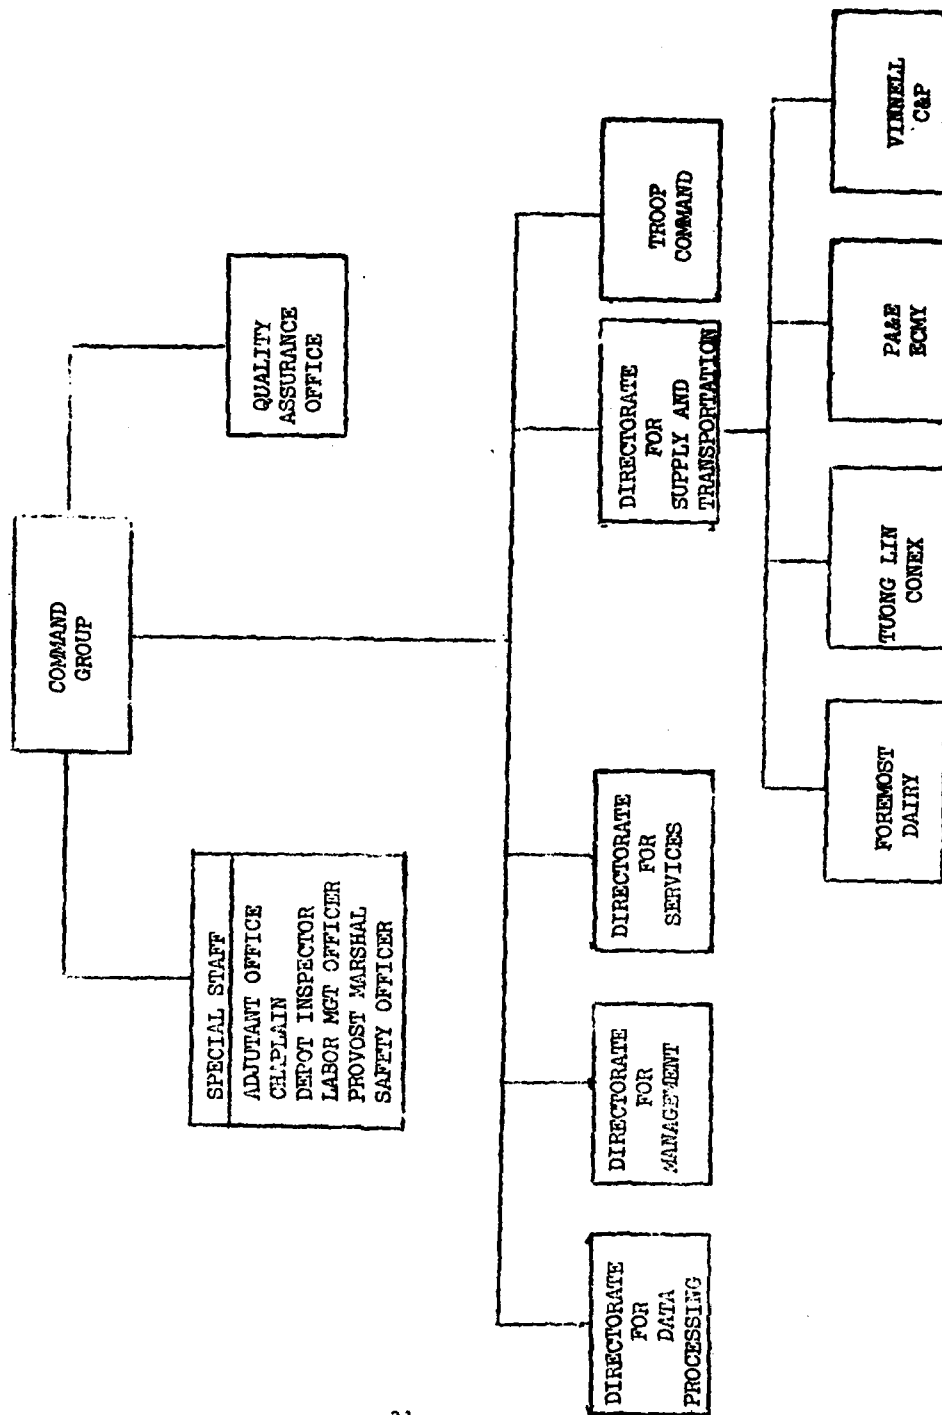 COMMAND
GROUP
QUALITY
ASSURANCE
OFFICE
SPECIAL STAFF
ADJUTANT OFFICE
CHAPLAIN
DEPOT INSPECTOR
LABOR MGT OFFICER
PROVOST MARSHAL
SAFETY OFFICER
DIRECTORATE
FOR
DATA
PROCESSING
DIRECTORATE
FOR
MANAGEMENT
DIRECTORATE
FOR
SERVICES
DIRECTORATE
FOR
SUPPLY AND
TRANSPORTATION
TROOP
COMMAND
FOREMOST
DAIRY
TUONG LIN
CONEX
PA&E
ECMY
VINNELL
C&P